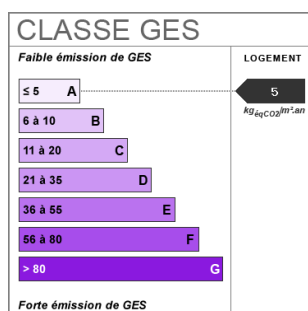 CLASSE GES
Faible émission de GES
LOGEMENT
≤ 5 A
5
kgéqCO2/m².an
6 à 10 B
11 à 20 C
21 à 35 D
36 à 55 E
56 à 80 F
> 80 G
Forte émission de GES